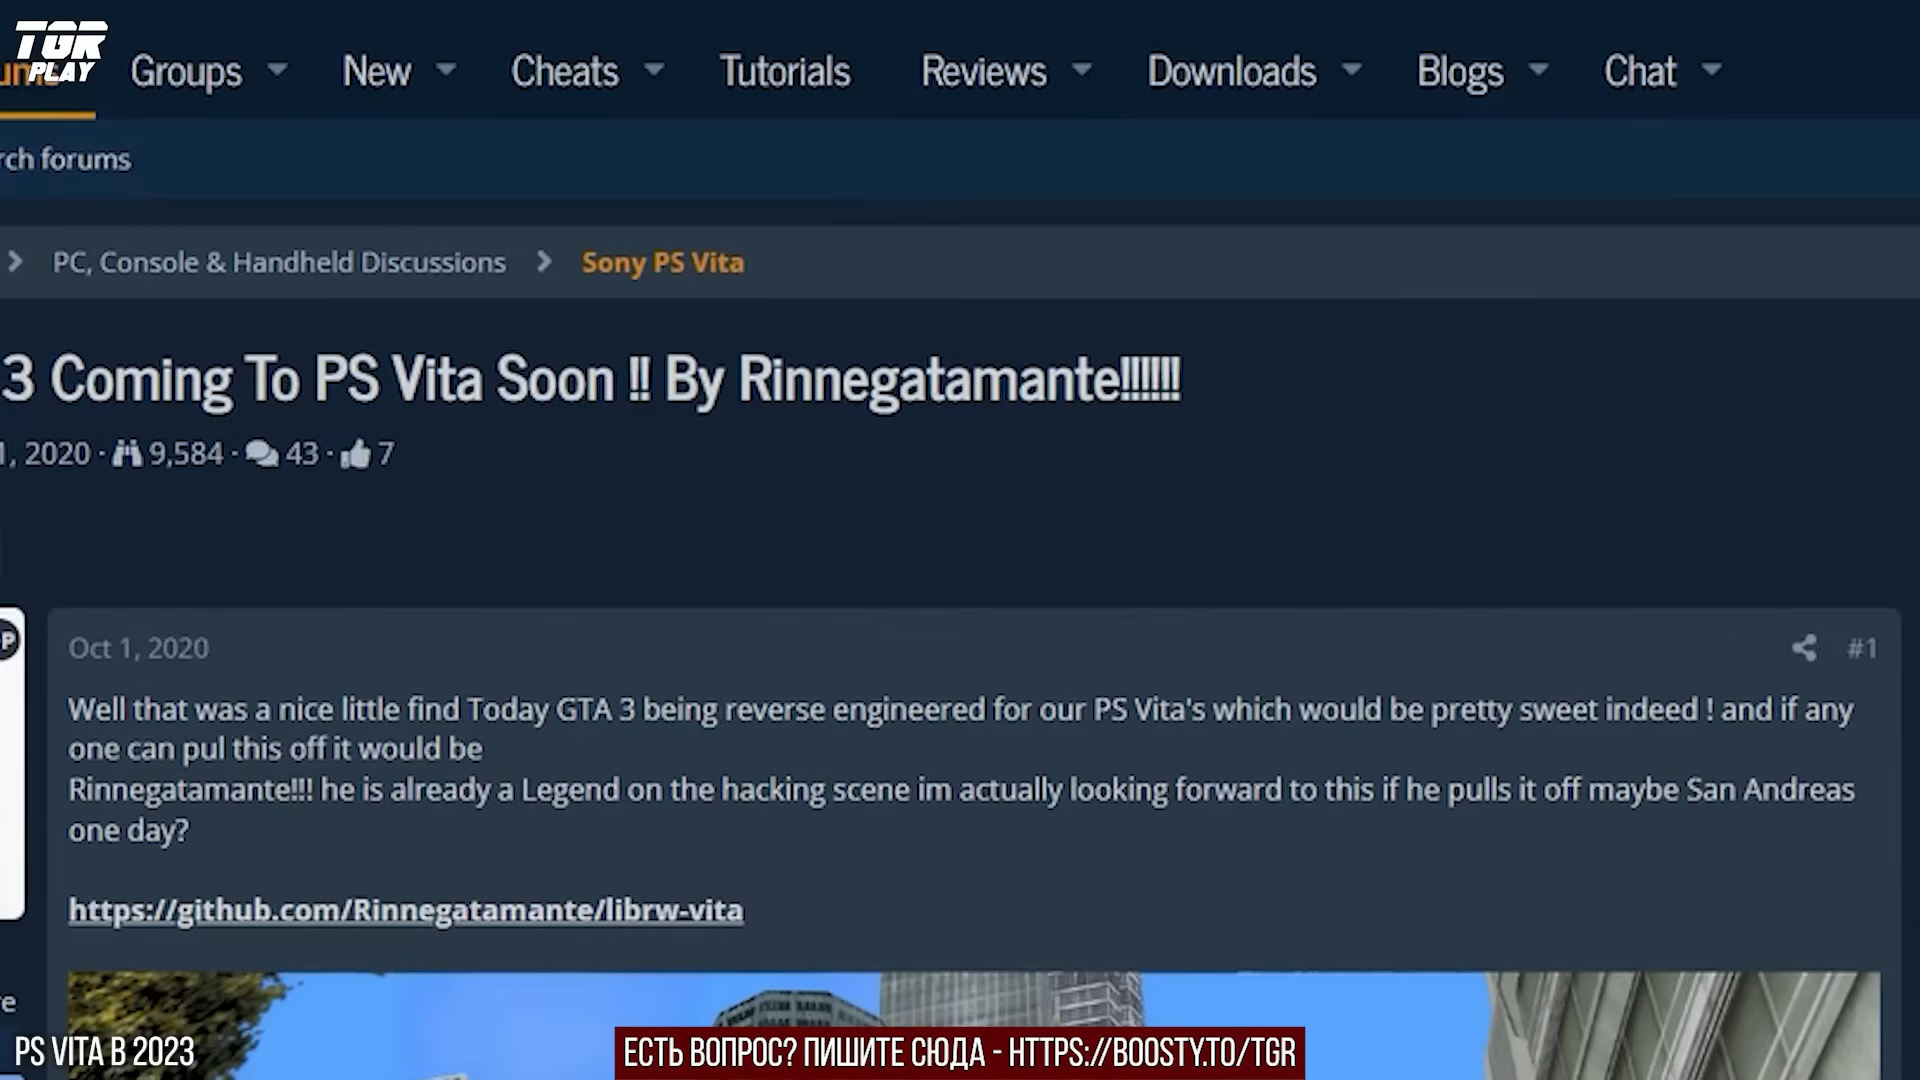 TGR
PLAY
Groups
New
Cheats
Tutorials
Reviews
Downloads
Blogs
Chat
rch forums
PC, Console & Handheld Discussions
Sony PS Vita
3 Coming To PS Vita Soon !! By Rinnegatamante!!!!!!
1, 2020 · 9,584 · 43 · 7
P
Oct 1, 2020
#1
Well that was a nice little find Today GTA 3 being reverse engineered for our PS Vita's which would be pretty sweet indeed ! and if any
one can pul this off it would be
Rinnegatamante!!! he is already a Legend on the hacking scene im actually looking forward to this if he pulls it off maybe San Andreas
one day?
https://github.com/Rinnegatamante/librw-vita
re
PS VITA В 2023
ЕСТЬ ВОПРОС? ПИШИТЕ СЮДА - HTTPS://BOOSTY.TO/TGR